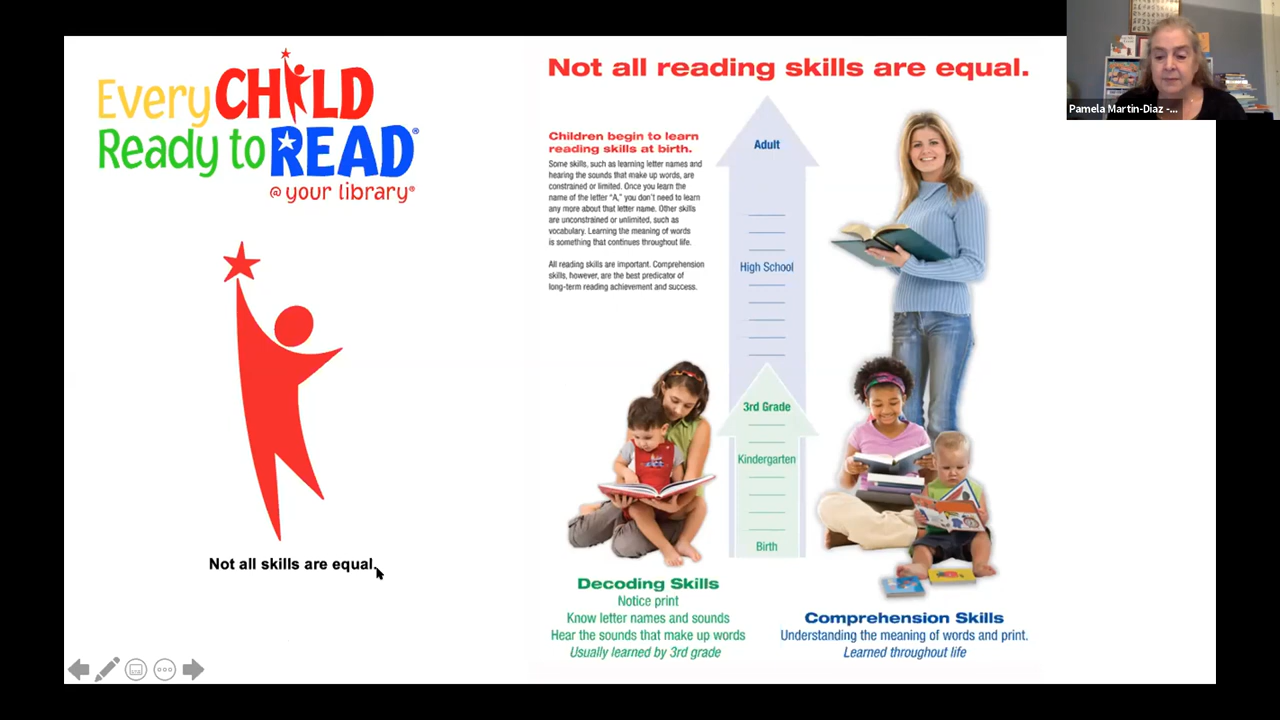 Every CHILD
Ready to READ®
@ your library®
Not all skills are equal.
Not all reading skills are equal.
Children begin to learn
reading skills at birth.
Some skills, such as learning letter names and
hearing the sounds that make up words, are
constrained or limited. Once you learn the
name of the letter “A,” you don’t need to learn
any more about that letter name. Other skills
are unconstrained or unlimited, such as
vocabulary. Learning the meaning of words
is something that continues throughout life.
All reading skills are important. Comprehension
skills, however, are the best predicator of
long-term reading achievement and success.
Adult
High School
3rd Grade
Kindergarten
Birth
Decoding Skills
Notice print
Know letter names and sounds
Hear the sounds that make up words
Usually learned by 3rd grade
Comprehension Skills
Understanding the meaning of words and print.
Learned throughout life
Pamela Martin-Diaz -...